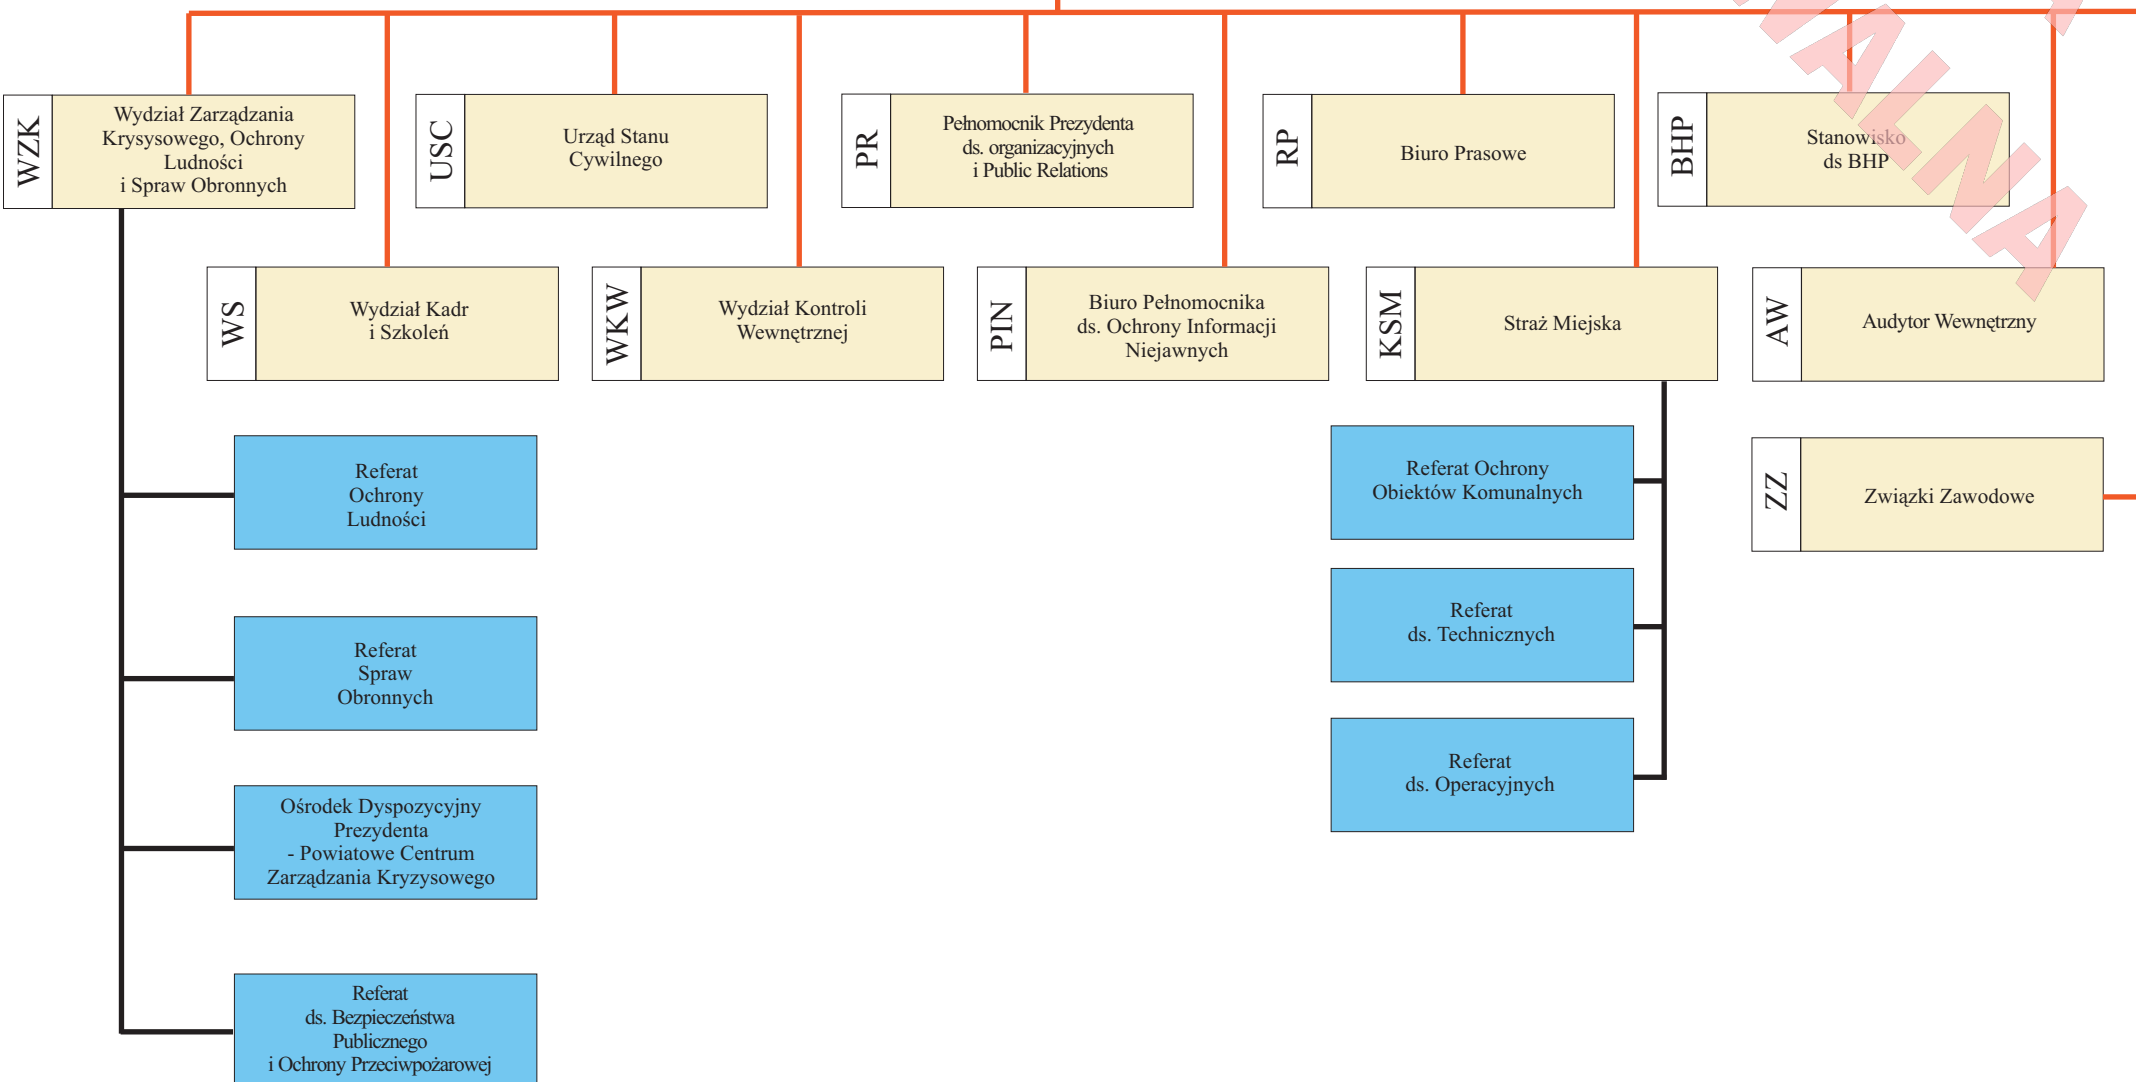 WZK
Wydział Zarządzania
Krysysowego, Ochrony
Ludności
i Spraw Obronnych
USC
Urząd Stanu
Cywilnego
PR
Pełnomocnik Prezydenta
ds. organizacyjnych
i Public Relations
RP
Biuro Prasowe
BHP
Stanowisko
ds BHP
WS
Wydział Kadr
i Szkoleń
WKW
Wydział Kontroli
Wewnętrznej
PIN
Biuro Pełnomocnika
ds. Ochrony Informacji
Niejawnych
KSM
Straż Miejska
AW
Audytor Wewnętrzny
ZZ
Związki Zawodowe
Referat
Ochrony
Ludności
Referat
Spraw
Obronnych
Ośrodek Dyspozycyjny
Prezydenta
- Powiatowe Centrum
Zarządzania Kryzysowego
Referat
ds. Bezpieczeństwa
Publicznego
i Ochrony Przeciwpożarowej
Referat Ochrony
Obiektów Komunalnych
Referat
ds. Technicznych
Referat
ds. Operacyjnych